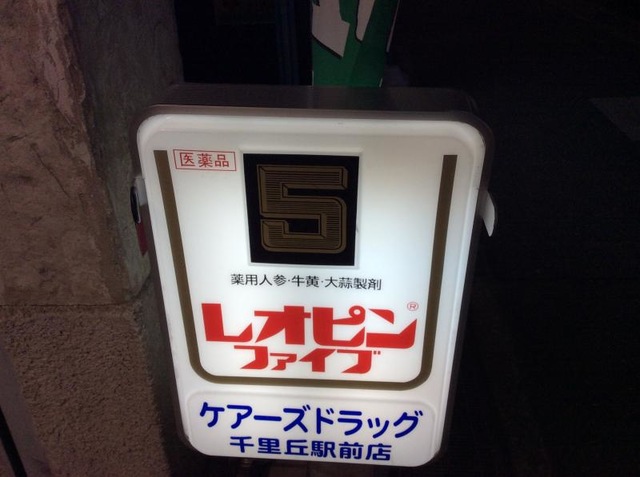 医薬品
5
薬用人参・牛黄・大蒜製剤
レオピン®
ファイブ
ケアーズドラッグ
千里丘駅前店